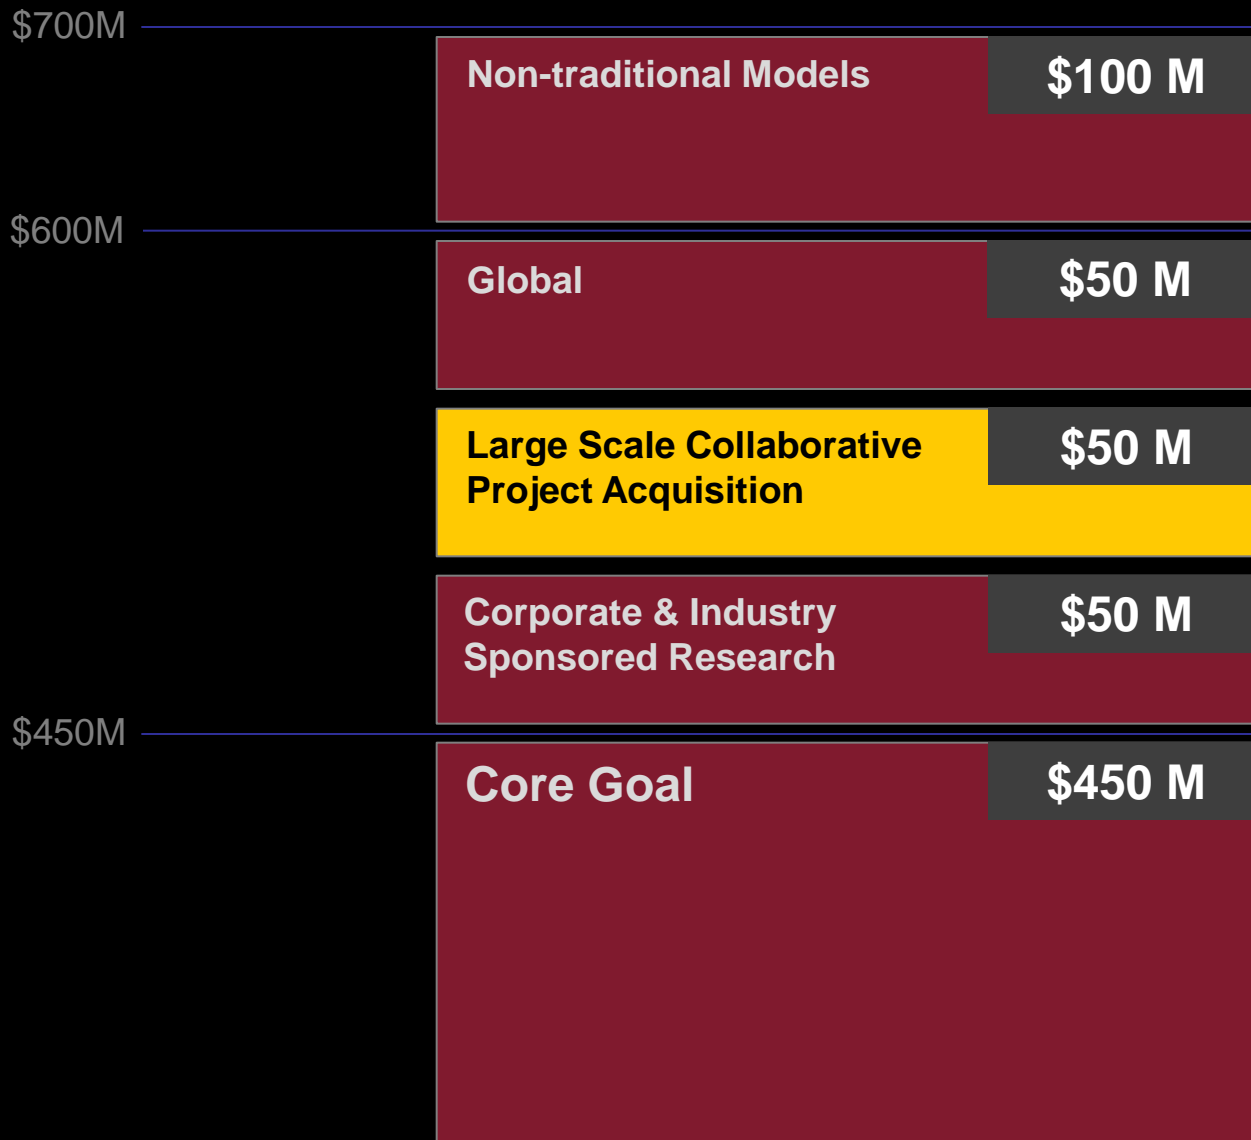 $700M
Non-traditional Models
$100 M
$600M
Global
$50 M
Large Scale Collaborative
Project Acquisition
$50 M
Corporate & Industry
Sponsored Research
$50 M
$450M
Core Goal
$450 M